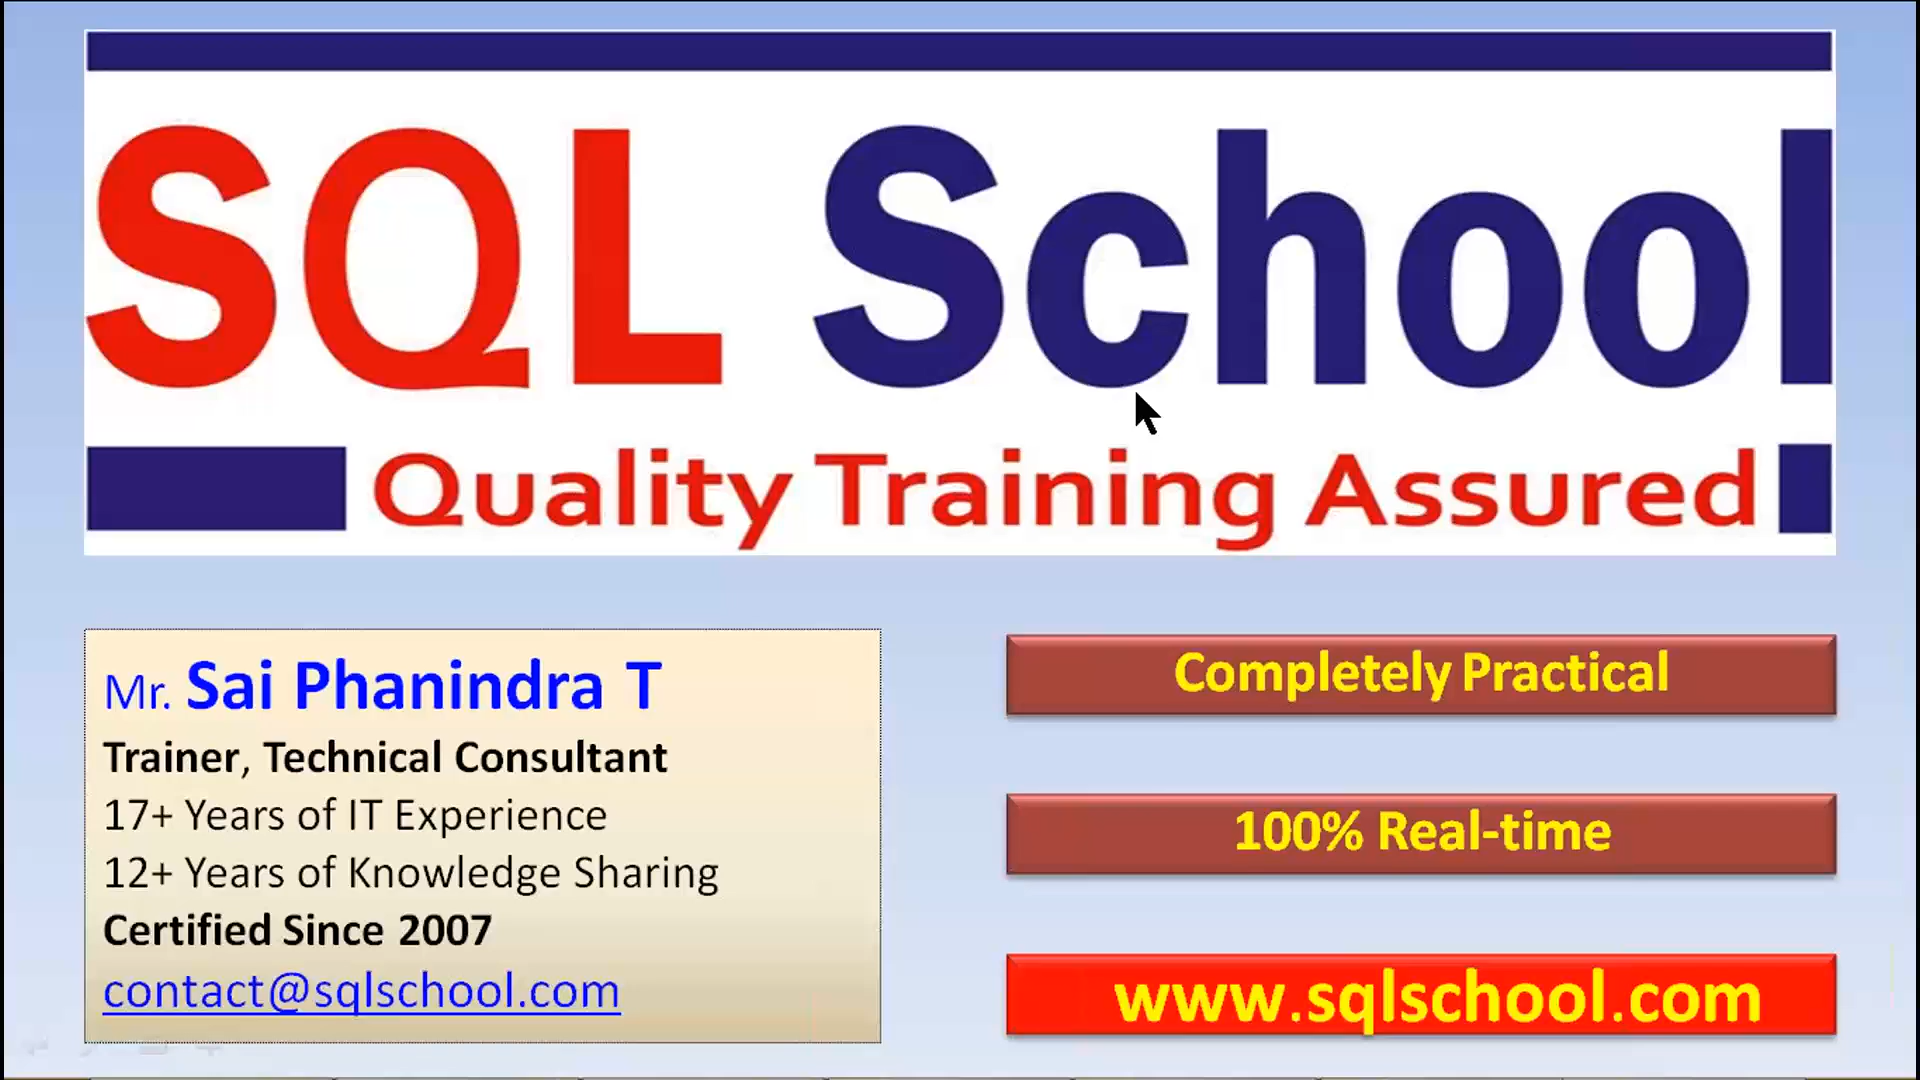 SQL School
Quality Training Assured
Mr. Sai Phanindra T
Trainer, Technical Consultant
17+ Years of IT Experience
12+ Years of Knowledge Sharing
Certified Since 2007
contact@sqlschool.com
Completely Practical
100% Real-time
www.sqlschool.com